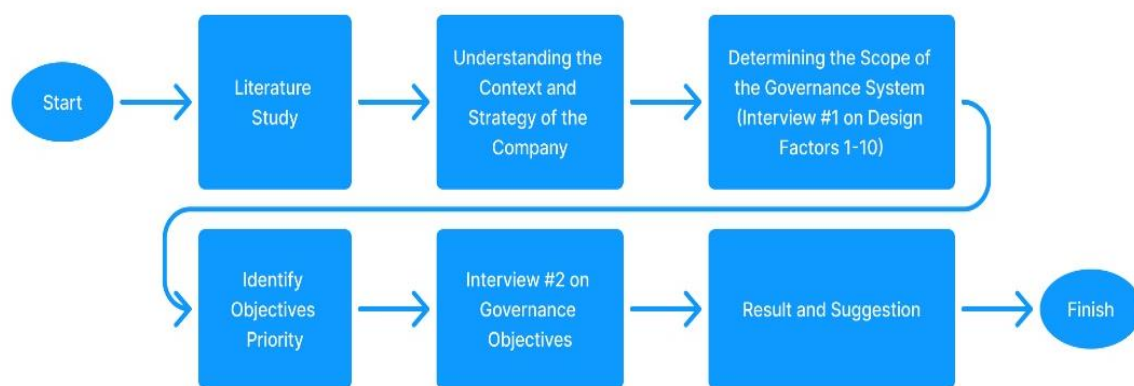 Start
Literature
Study
Understanding the
Context and
Strategy of the
Company
Determining the Scope of
the Governance System
(Interview #1 on Design
Factors 1-10)
Identify
Objectives
Priority
Interview #2 on
Governance
Objectives
Result and Suggestion
Finish